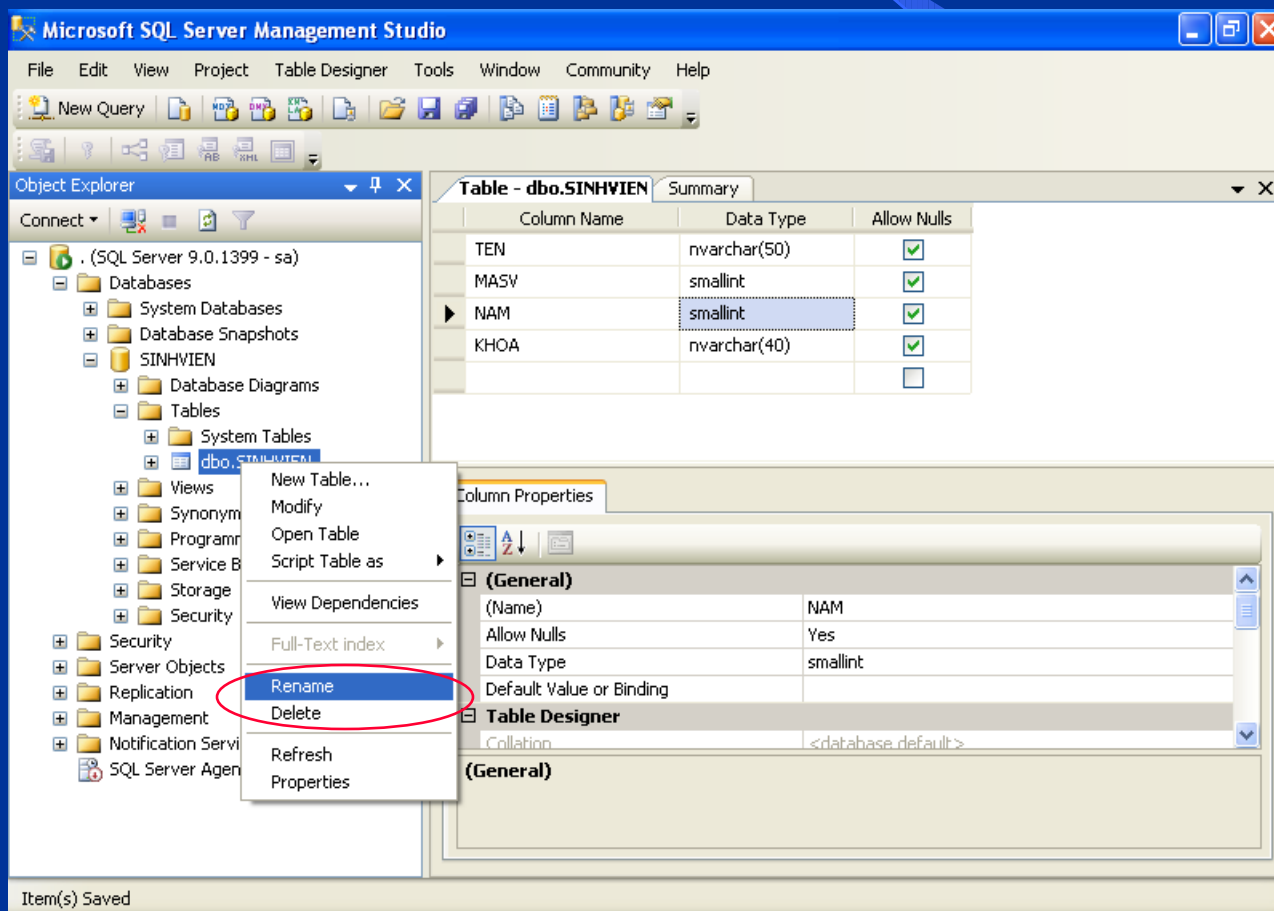 Microsoft SQL Server Management Studio
File Edit View Project Table Designer Tools Window Community Help
New Query
Object Explorer
Connect
. (SQL Server 9.0.1399 - sa)
Databases
System Databases
Database Snapshots
SINHVIEN
Database Diagrams
Tables
System Tables
dbo.SINHVIEN
Views
Synonym
Programm
Service B
Storage
Security
Security
Server Objects
Replication
Management
Notification Servi
SQL Server Agen
New Table...
Modify
Open Table
Script Table as
View Dependencies
Full-Text index
Rename
Delete
Refresh
Properties
Table - dbo.SINHVIEN Summary
Column Name Data Type Allow Nulls
TEN nvarchar(50)
MASV smallint
NAM smallint
KHOA nvarchar(40)
Column Properties
(General)
(Name) NAM
Allow Nulls Yes
Data Type smallint
Default Value or Binding
Table Designer
Collation <database default>
(General)
Item(s) Saved